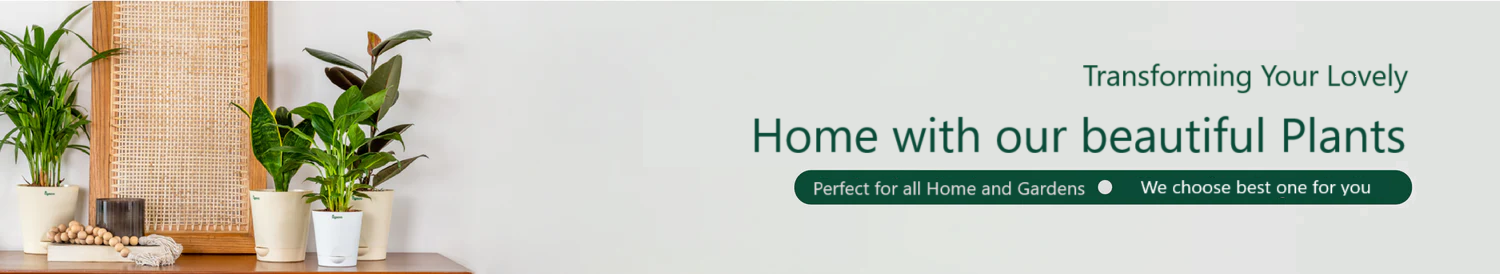 Transforming Your Lovely
Home with our beautiful Plants
Perfect for all Home and Gardens
We choose best one for you